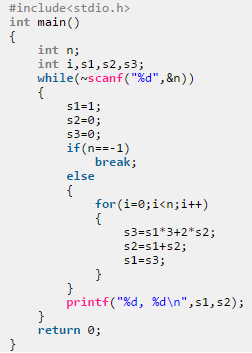 #include<stdio.h>
int main()
{
    int n;
    int i,s1,s2,s3;
    while(~scanf("%d",&n))
    {
        s1=1;
        s2=0;
        s3=0;
        if(n==-1)
            break;
        else
        {
            for(i=0;i<n;i++)
            {
                s3=s1*3+2*s2;
                s2=s1+s2;
                s1=s3;
            }
        }
        printf("%d, %d\n",s1,s2);
    }
    return 0;
}